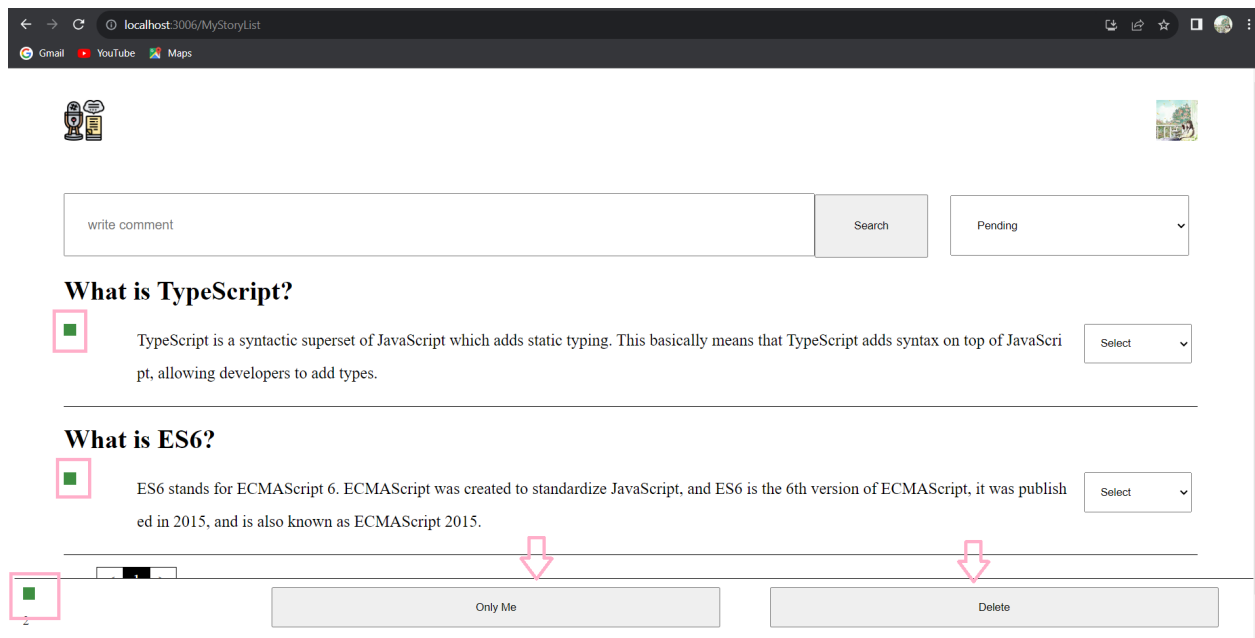 localhost:3006/MyStoryList
Gmail YouTube Maps
write comment
Search
Pending
What is TypeScript?
TypeScript is a syntactic superset of JavaScript which adds static typing. This basically means that TypeScript adds syntax on top of JavaScri
pt, allowing developers to add types.
Select
What is ES6?
ES6 stands for ECMAScript 6. ECMAScript was created to standardize JavaScript, and ES6 is the 6th version of ECMAScript, it was publish
ed in 2015, and is also known as ECMAScript 2015.
Select
2
Only Me
Delete